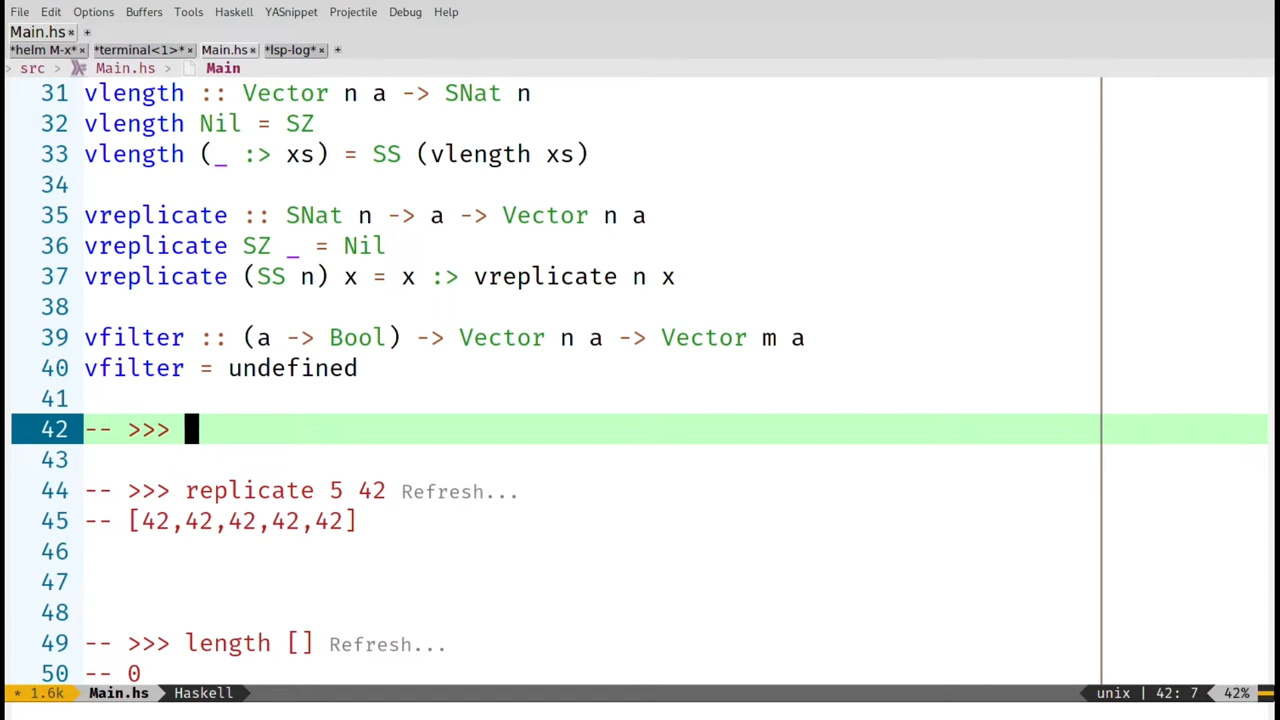 File Edit Options Buffers Tools Haskell YASnippet Projectile Debug Help
Main.hs × +
*helm M-x* × *terminal<1>* × Main.hs × *lsp-log* × +
> src > Main.hs > Main
31 vlength :: Vector n a -> SNat n
32 vlength Nil = SZ
33 vlength (_ :> xs) = SS (vlength xs)
34
35 vreplicate :: SNat n -> a -> Vector n a
36 vreplicate SZ _ = Nil
37 vreplicate (SS n) x = x :> vreplicate n x
38
39 vfilter :: (a -> Bool) -> Vector n a -> Vector m a
40 vfilter = undefined
41
42 -- >>>
43
44 -- >>> replicate 5 42 Refresh...
45 -- [42,42,42,42,42]
46
47
48
49 -- >>> length [] Refresh...
50 -- 0
* 1.6k Main.hs Haskell unix | 42: 7 42%